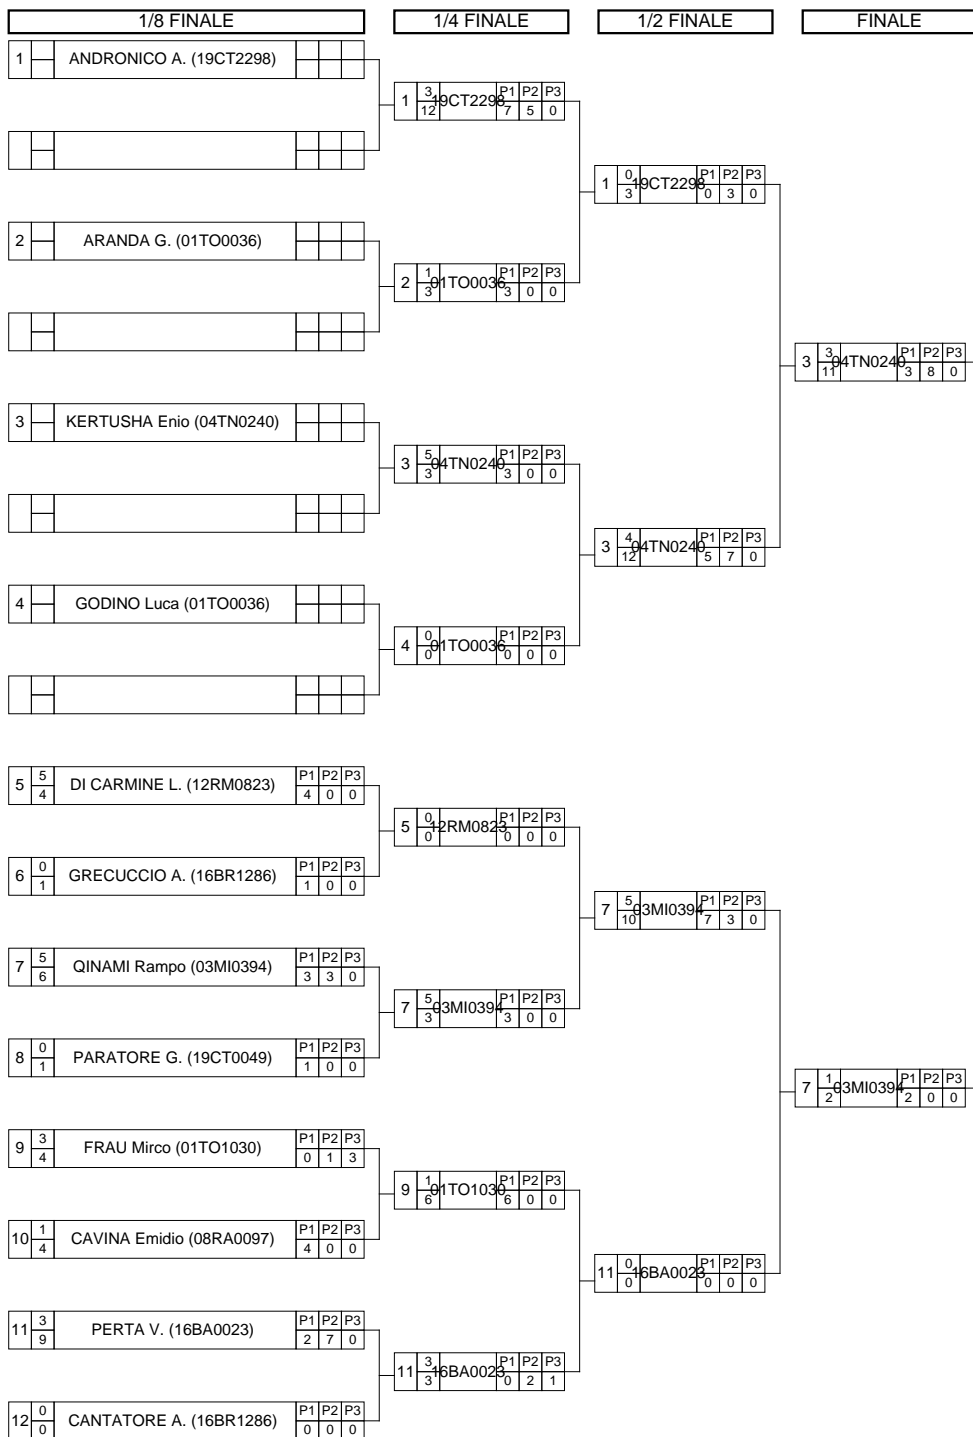 1/8 FINALE 1/4 FINALE 1/2 FINALE FINALE
1 ANDRONICO A. (19CT2298)
1 3 12 19CT2298 P1 P2 P3
7 5 0
1 0 3 19CT2298 P1 P2 P3
0 3 0
2 ARANDA G. (01TO0036)
2 1 3 01TO0036 P1 P2 P3
3 0 0
3 3 11 04TN0240 P1 P2 P3
3 8 0
3 KERTUSHA Enio (04TN0240)
3 5 3 04TN0240 P1 P2 P3
3 0 0
3 4 12 04TN0240 P1 P2 P3
5 7 0
4 GODINO Luca (01TO0036)
4 0 0 01TO0036 P1 P2 P3
0 0 0
5 5 4 DI CARMINE L. (12RM0823) P1 P2 P3
4 0 0
5 0 0 12RM0823 P1 P2 P3
0 0 0
6 0 1 GRECUCCIO A. (16BR1286) P1 P2 P3
1 0 0
7 5 10 03MI0394 P1 P2 P3
7 3 0
7 5 6 QINAMI Rampo (03MI0394) P1 P2 P3
3 3 0
7 5 3 03MI0394 P1 P2 P3
3 0 0
8 0 1 PARATORE G. (19CT0049) P1 P2 P3
1 0 0
7 1 2 03MI0394 P1 P2 P3
2 0 0
9 3 4 FRAU Mirco (01TO1030) P1 P2 P3
0 1 3
9 1 6 01TO1030 P1 P2 P3
6 0 0
10 1 4 CAVINA Emidio (08RA0097) P1 P2 P3
4 0 0
11 0 0 16BA0023 P1 P2 P3
0 0 0
11 3 9 PERTA V. (16BA0023) P1 P2 P3
2 7 0
11 3 3 16BA0023 P1 P2 P3
0 2 1
12 0 0 CANTATORE A. (16BR1286) P1 P2 P3
0 0 0